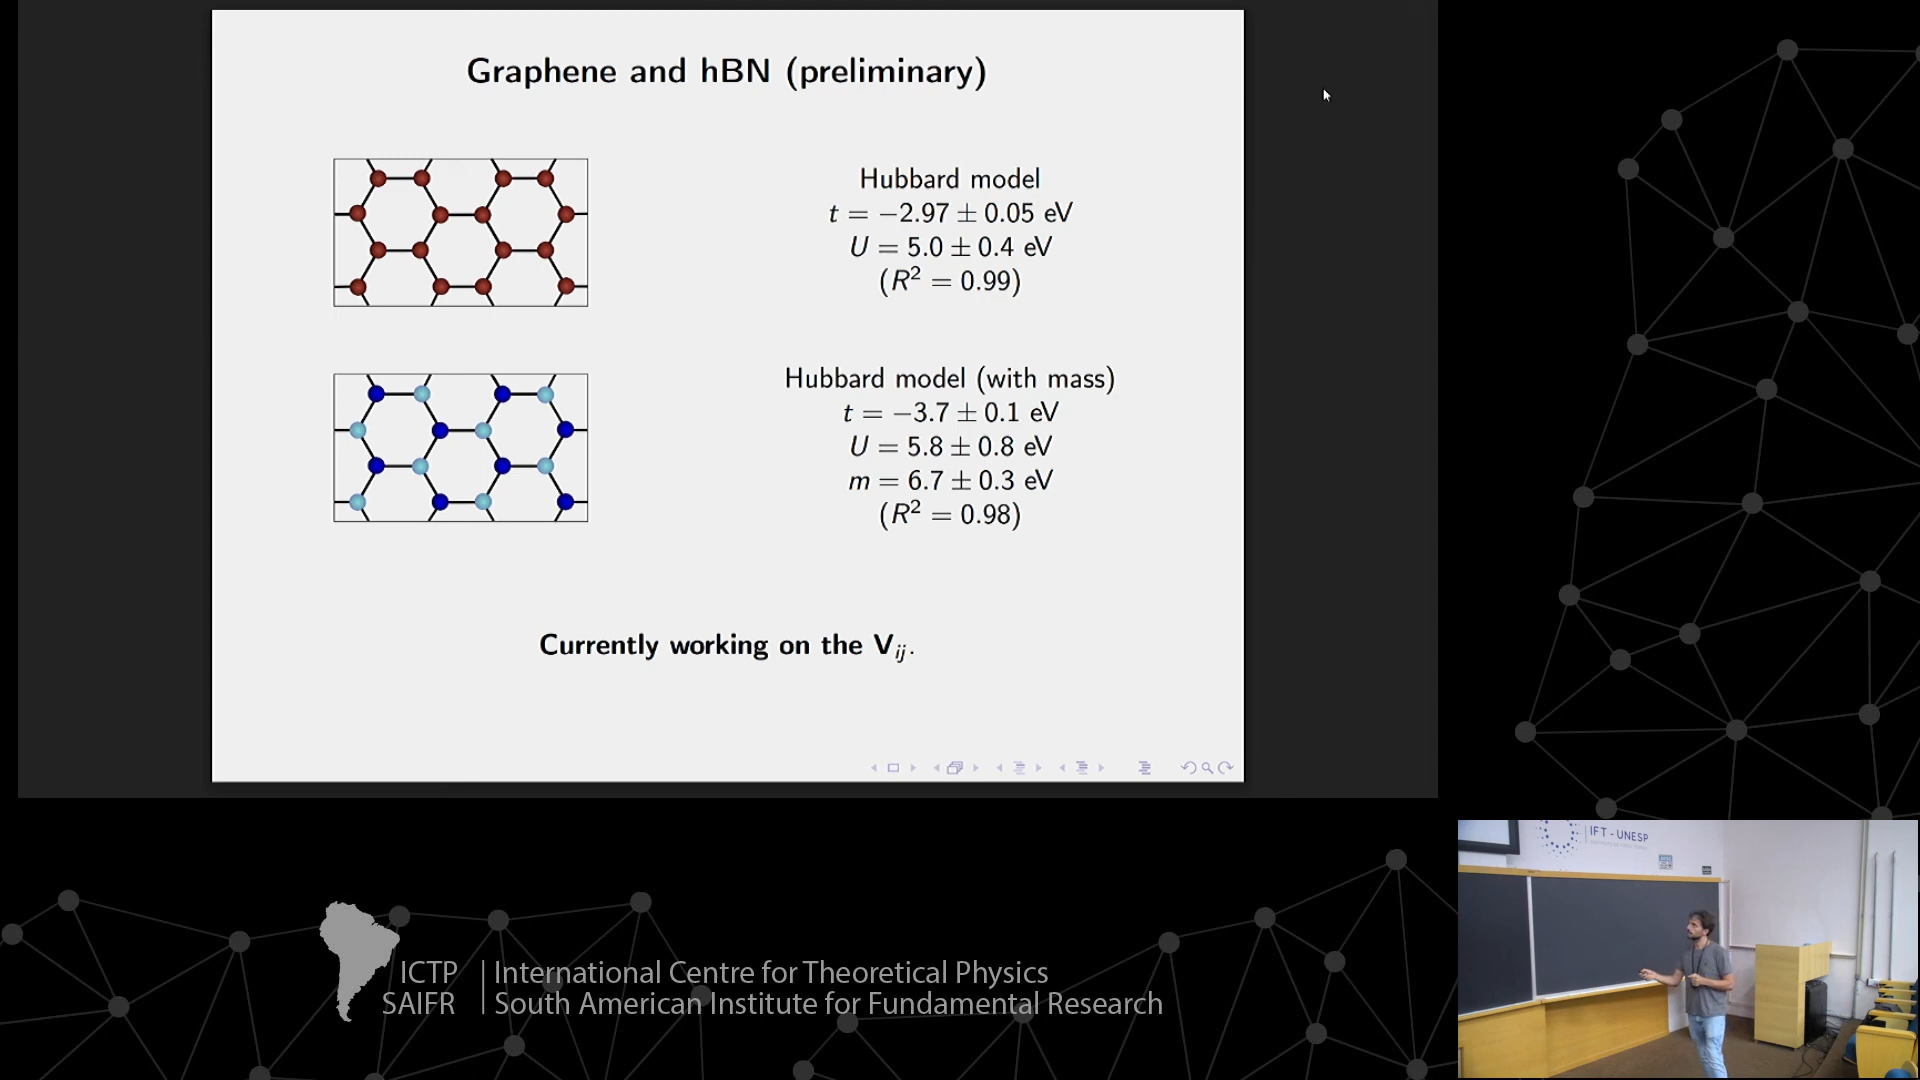 Graphene and hBN (preliminary)
Hubbard model
t = −2.97 ± 0.05 eV
U = 5.0 ± 0.4 eV
(R² = 0.99)
Hubbard model (with mass)
t = −3.7 ± 0.1 eV
U = 5.8 ± 0.8 eV
m = 6.7 ± 0.3 eV
(R² = 0.98)
Currently working on the V_ij.
IFT - UNESP
ICTP | International Centre for Theoretical Physics
SAIFR | South American Institute for Fundamental Research